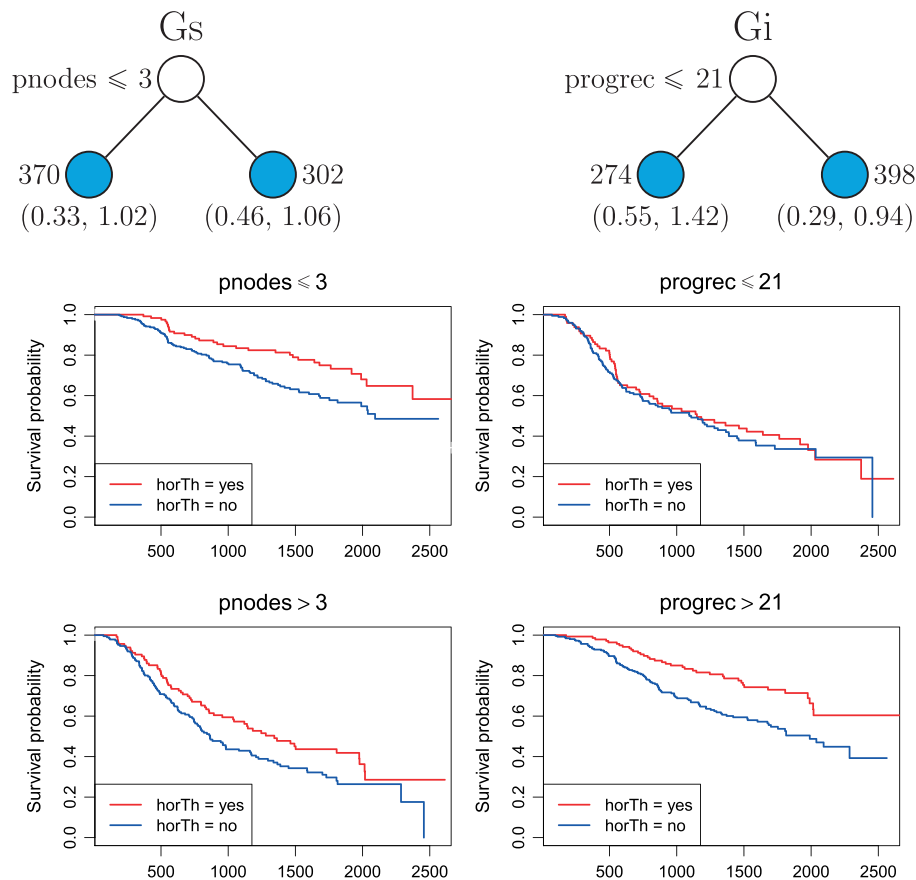 Gs
pnodes ⩽ 3
370
302
(0.33, 1.02)
(0.46, 1.06)
Gi
progrec ⩽ 21
274
398
(0.55, 1.42)
(0.29, 0.94)
pnodes ⩽ 3
Survival probability
0.0 0.2 0.4 0.6 0.8 1.0
horTh = yes
horTh = no
500 1000 1500 2000 2500
progrec ⩽ 21
Survival probability
0.0 0.2 0.4 0.6 0.8 1.0
horTh = yes
horTh = no
500 1000 1500 2000 2500
pnodes > 3
Survival probability
0.0 0.2 0.4 0.6 0.8 1.0
horTh = yes
horTh = no
500 1000 1500 2000 2500
progrec > 21
Survival probability
0.0 0.2 0.4 0.6 0.8 1.0
horTh = yes
horTh = no
500 1000 1500 2000 2500